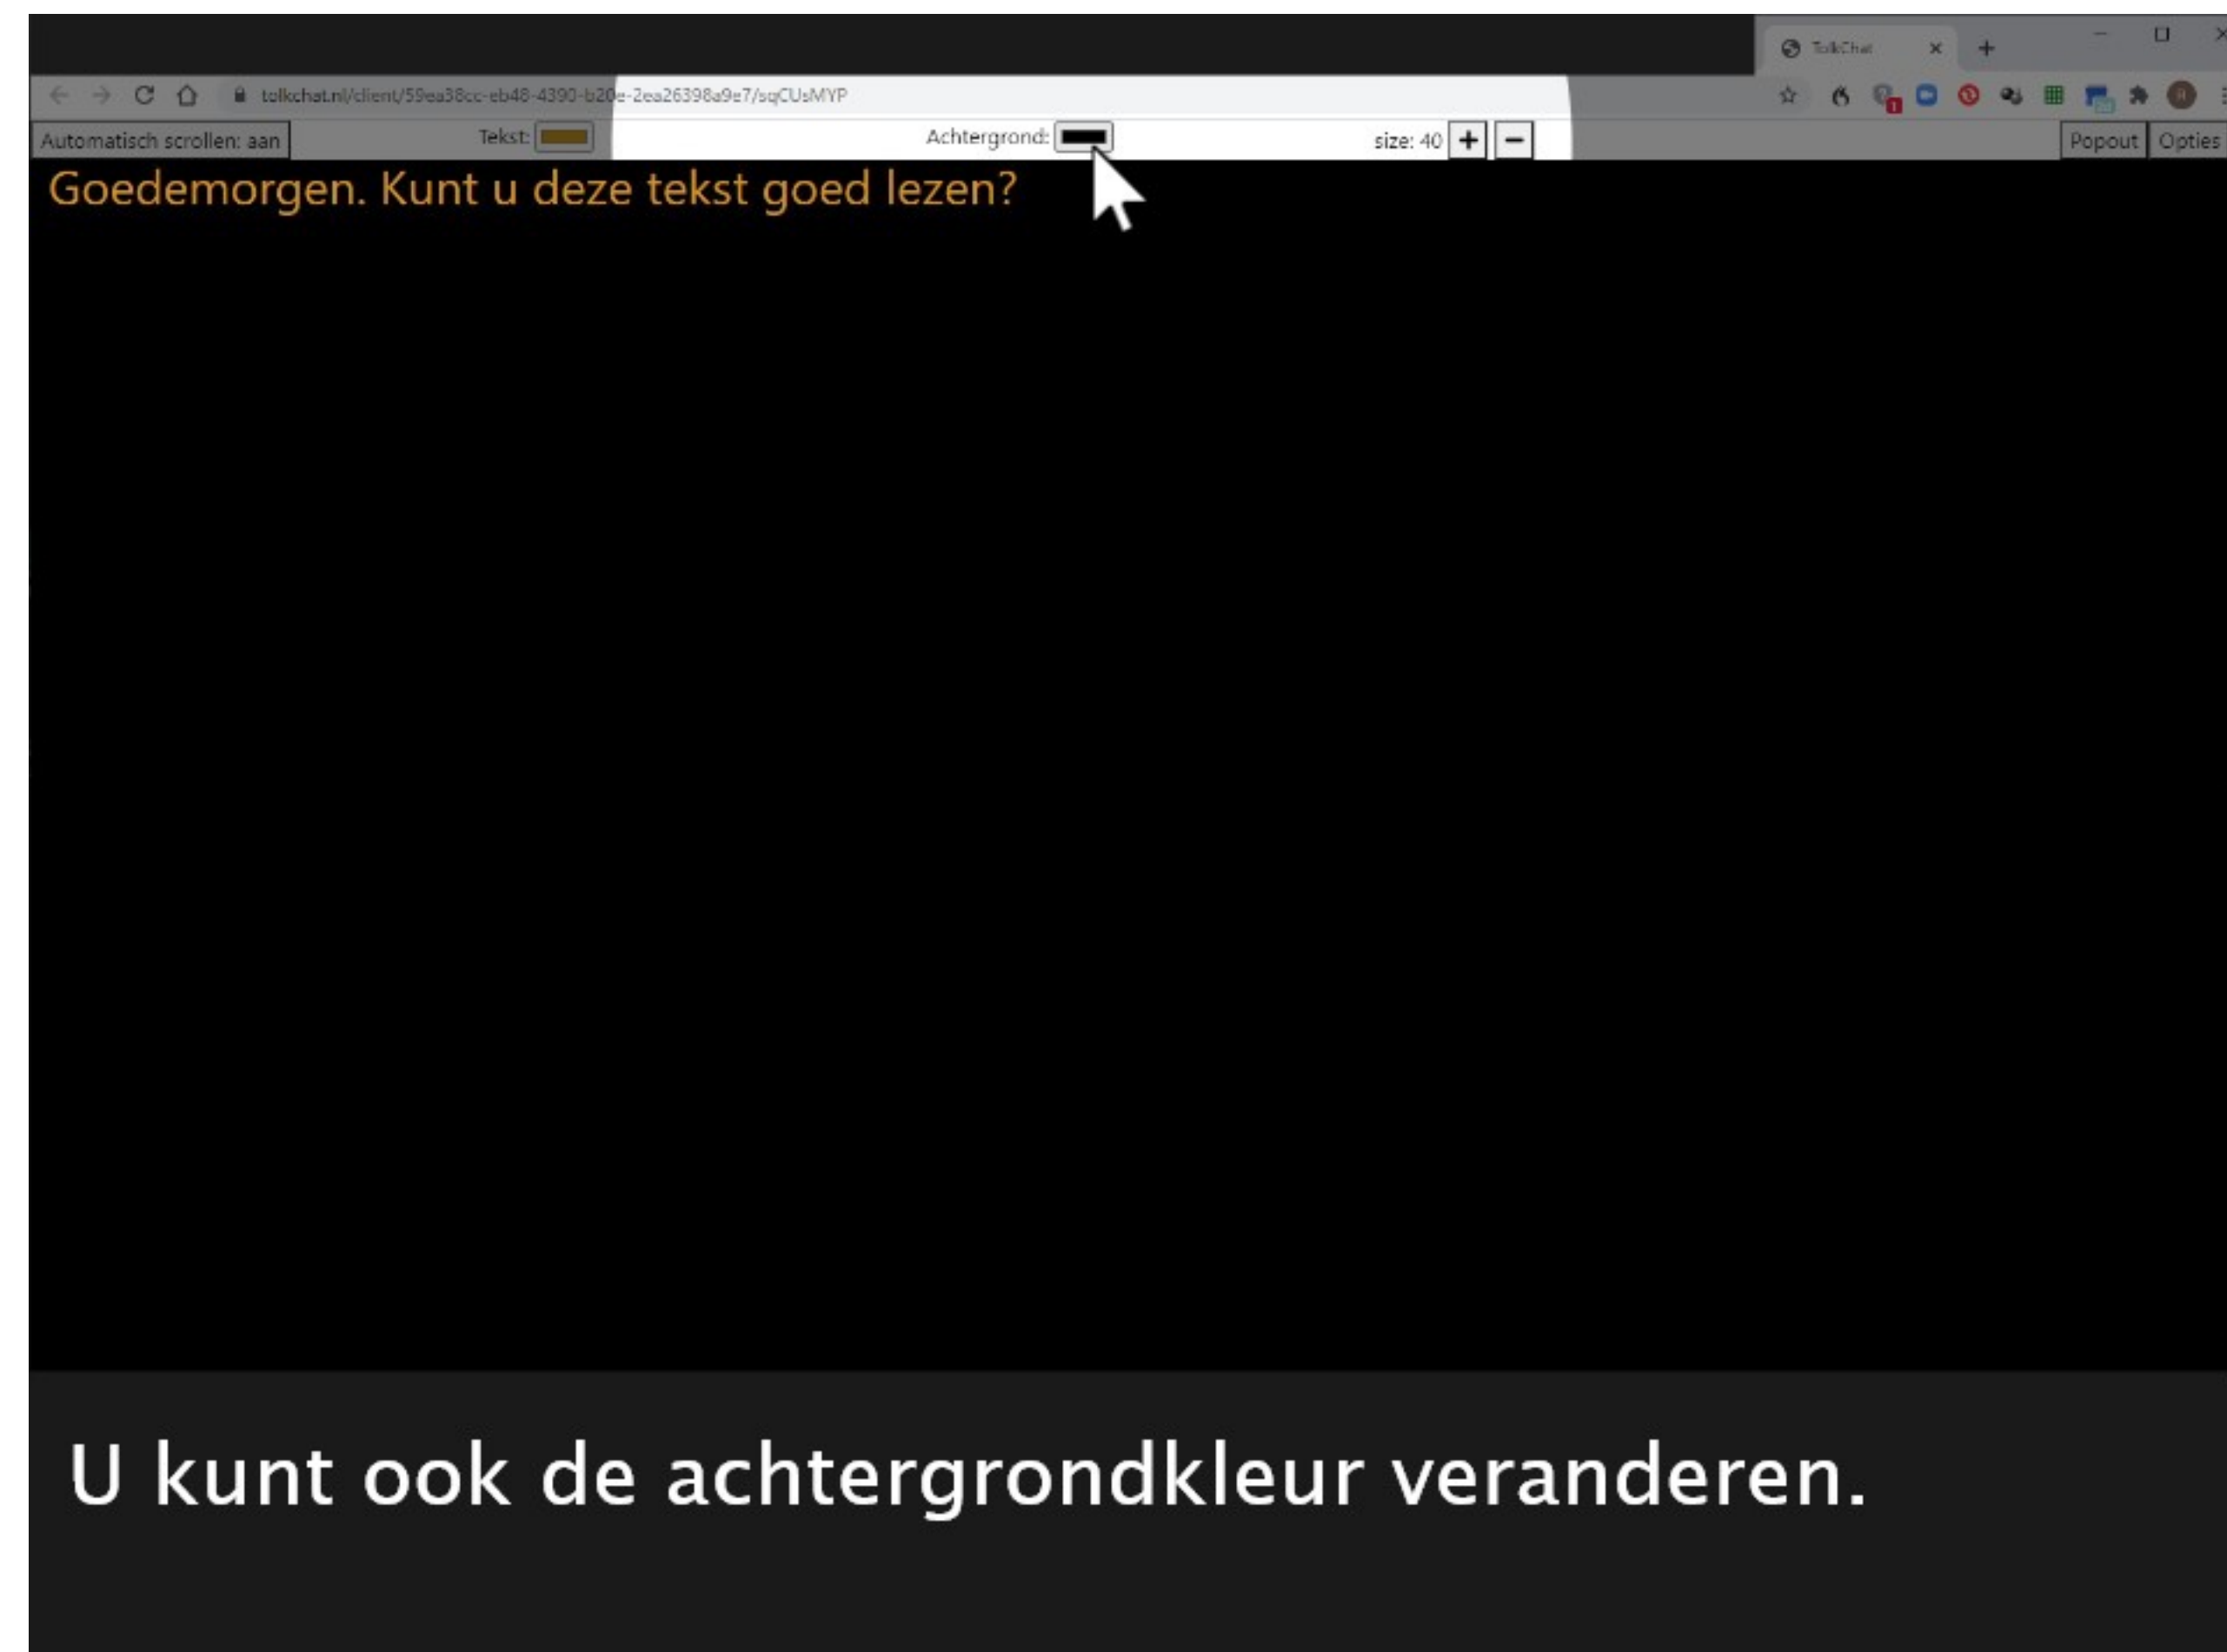 TolkChat
tolkchat.nl/client/59ea38cc-eb48-4390-b20e-2ea26398a9e7/sqCUsMYP
Automatisch scrollen: aan Tekst: Achtergrond: size: 40 + − Popout Opties
Goedemorgen. Kunt u deze tekst goed lezen?
U kunt ook de achtergrondkleur veranderen.